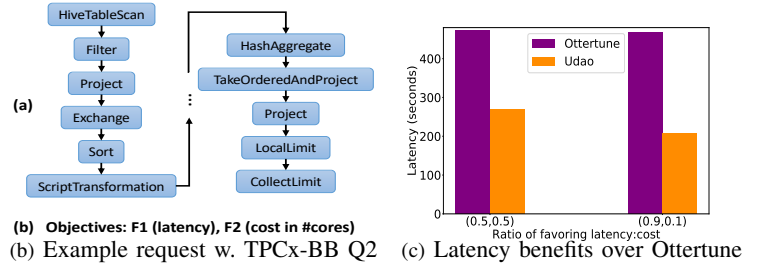 HiveTableScan
Filter
Project
(a)
Exchange
Sort
ScriptTransformation
...
HashAggregate
TakeOrderedAndProject
Project
LocalLimit
CollectLimit
(b) Objectives: F1 (latency), F2 (cost in #cores)
(b) Example request w. TPCx-BB Q2
Ottertune
Udao
Latency (seconds)
400
300
200
100
0
(0.5,0.5)
(0.9,0.1)
Ratio of favoring latency:cost
(c) Latency benefits over Ottertune